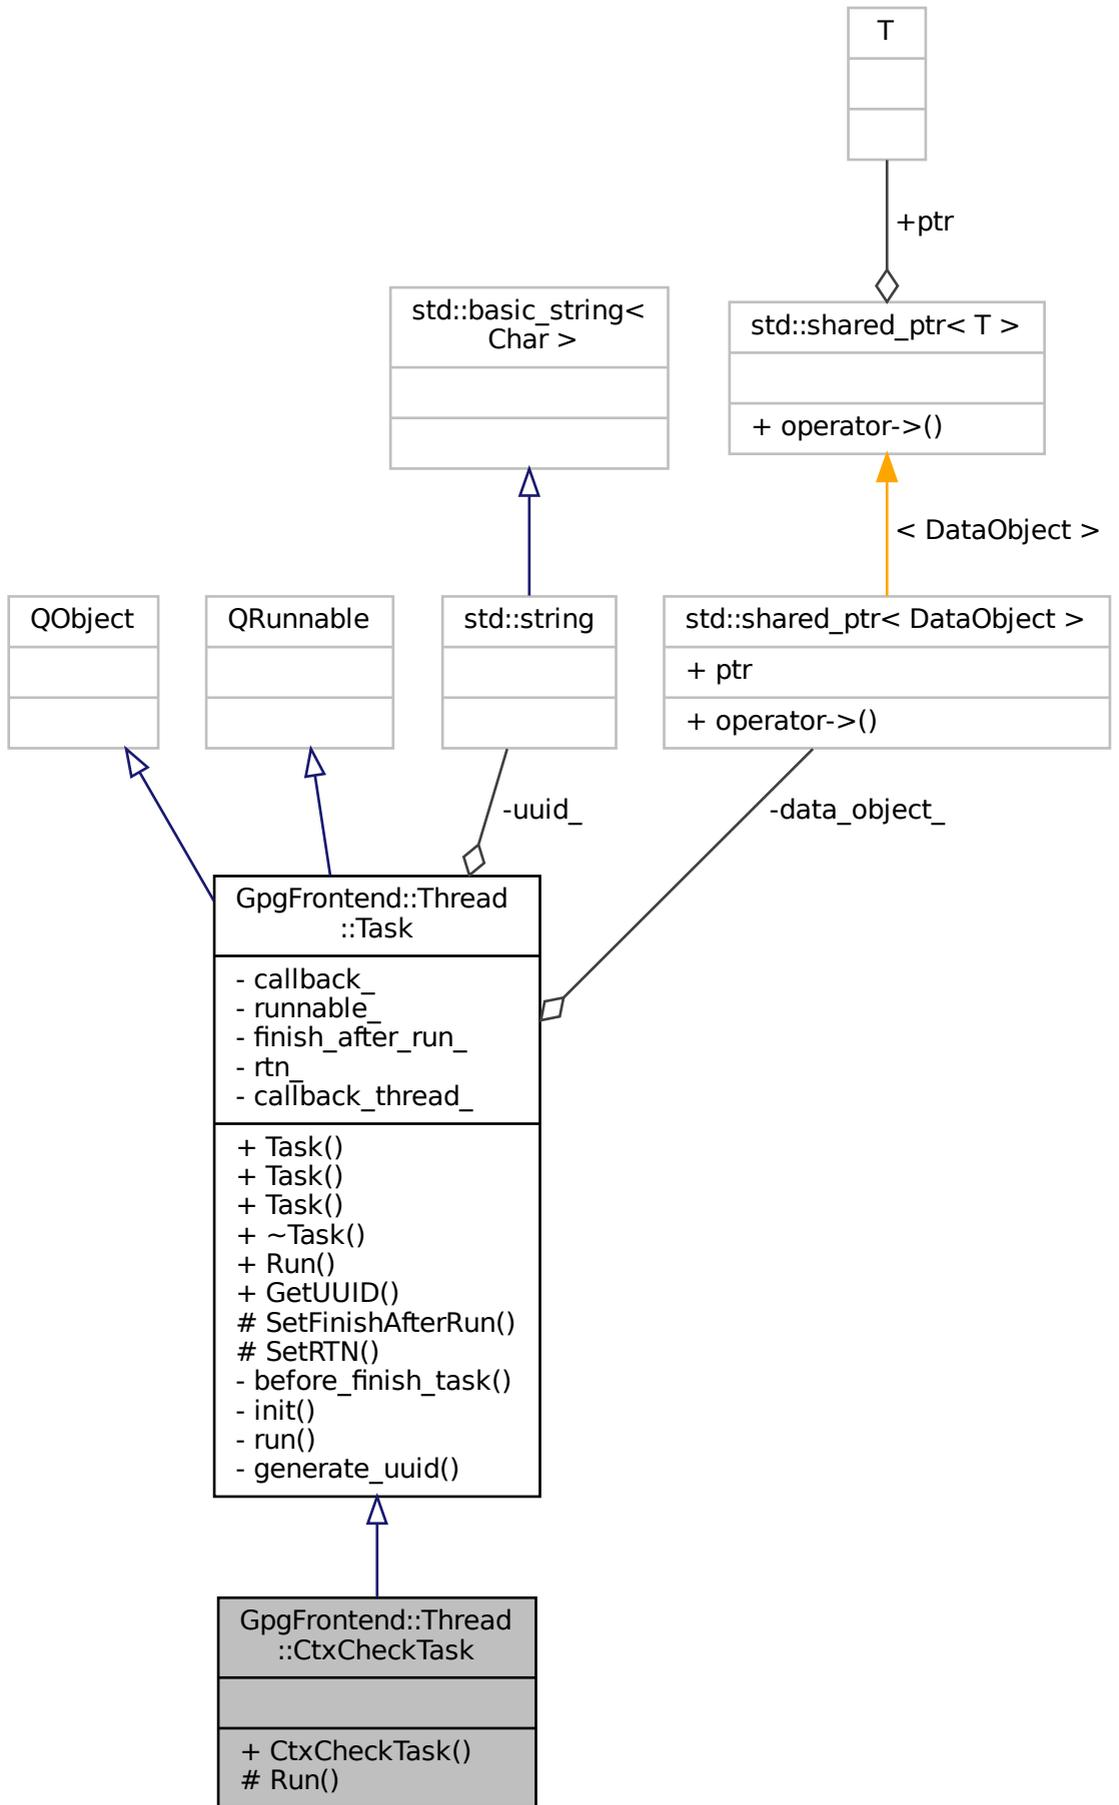 T
+ptr
std::basic_string<
Char >
std::shared_ptr< T >
+ operator->()
< DataObject >
QObject
QRunnable
std::string
std::shared_ptr< DataObject >
+ ptr
+ operator->()
-uuid_
-data_object_
GpgFrontend::Thread
::Task
- callback_
- runnable_
- finish_after_run_
- rtn_
- callback_thread_
+ Task()
+ Task()
+ Task()
+ ~Task()
+ Run()
+ GetUUID()
# SetFinishAfterRun()
# SetRTN()
- before_finish_task()
- init()
- run()
- generate_uuid()
GpgFrontend::Thread
::CtxCheckTask
+ CtxCheckTask()
# Run()